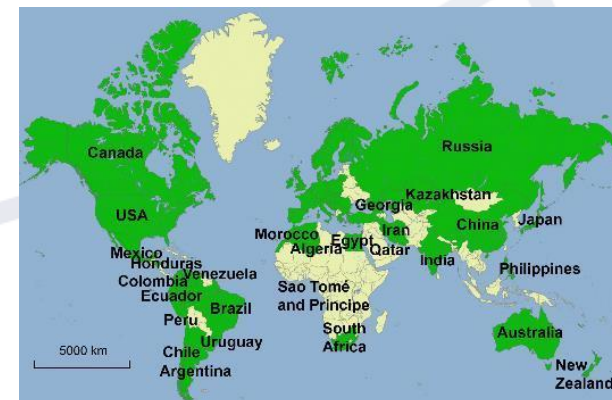 Canada
Russia
Kazakhstan
Georgia
USA
China
Japan
Iran
Morocco
Egypt
Algeria
Qatar
India
Mexico
Honduras
Venezuela
Philippines
Colombia
Sao Tomé
and Principe
Ecuador
Brazil
Peru
South
Africa
Australia
Uruguay
Chile
5000 km
New
Zealand
Argentina